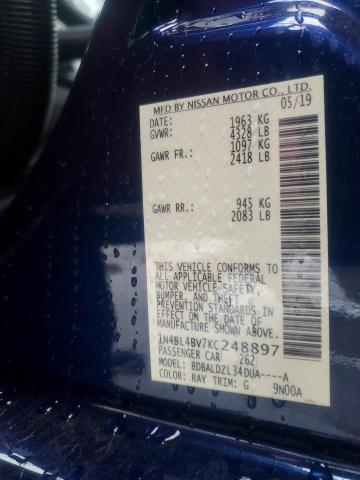 MFD BY NISSAN MOTOR CO., LTD.
05/19
DATE: 1963 KG
GVWR: 4328 LB
1097 KG
GAWR FR.: 2418 LB
945 KG
GAWR RR.: 2083 LB
THIS VEHICLE CONFORMS TO
ALL APPLICABLE FEDERAL
MOTOR VEHICLE SAFETY,
BUMPER, AND THEFT
PREVENTION STANDARDS IN
EFFECT ON THE DATE OF
MANUFACTURE SHOWN ABOVE.
1N4BL4BV7KC248897
PASSENGER CAR 262
MODEL: BDBALDZL34DUA----A
COLOR: RAY TRIM: G 9N00A